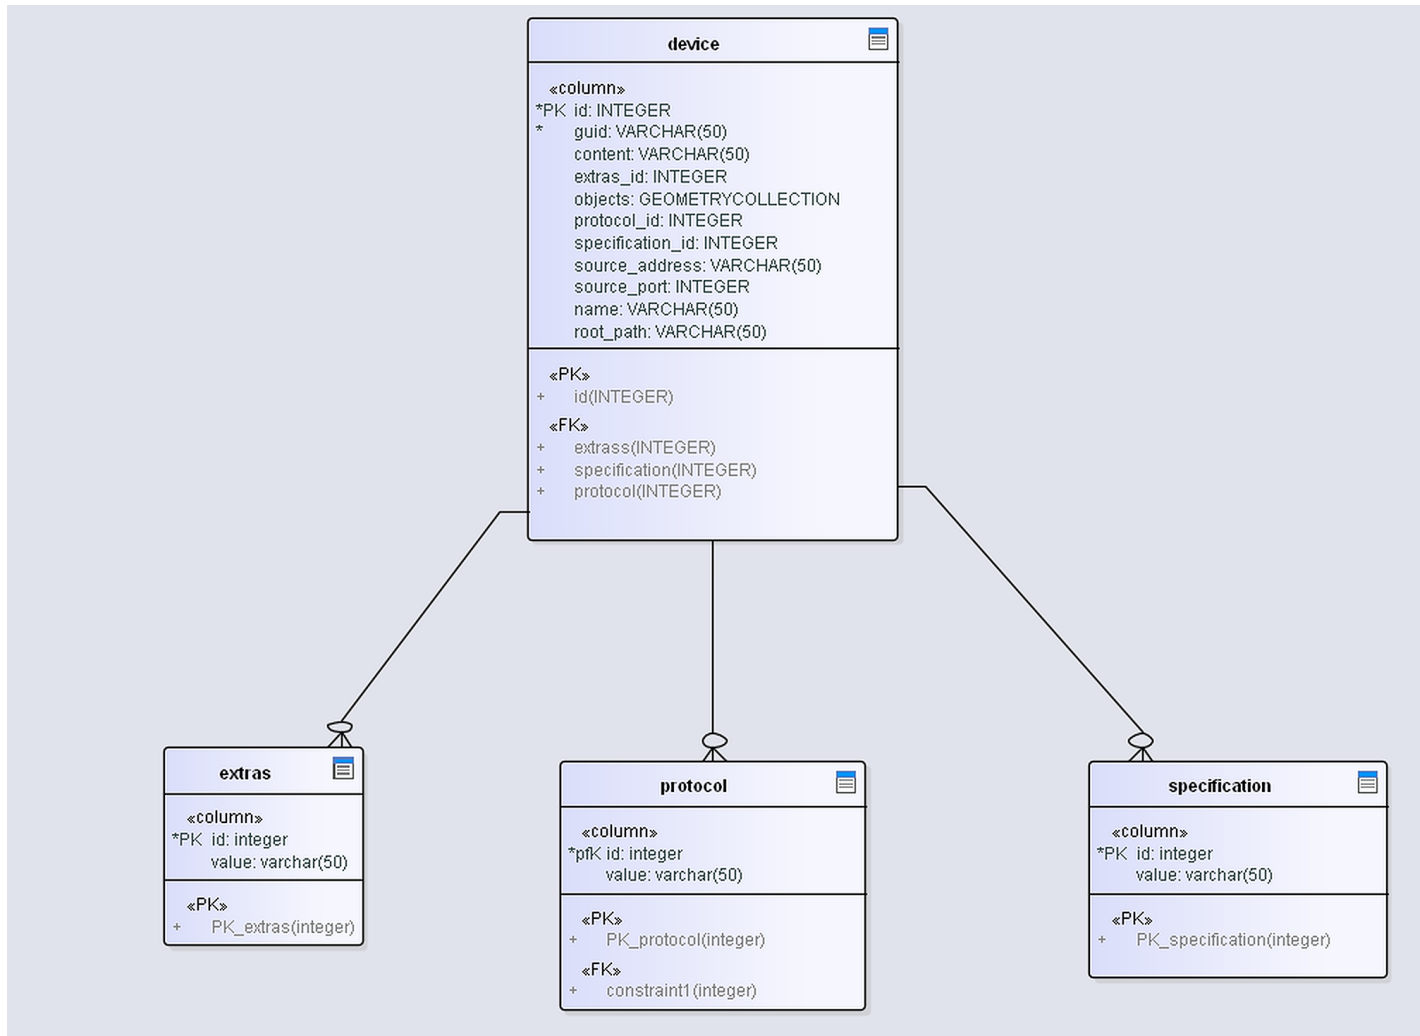 device
«column»
*PK id: INTEGER
* guid: VARCHAR(50)
content: VARCHAR(50)
extras_id: INTEGER
objects: GEOMETRYCOLLECTION
protocol_id: INTEGER
specification_id: INTEGER
source_address: VARCHAR(50)
source_port: INTEGER
name: VARCHAR(50)
root_path: VARCHAR(50)
«PK»
+ id(INTEGER)
«FK»
+ extrass(INTEGER)
+ specification(INTEGER)
+ protocol(INTEGER)
extras
«column»
*PK id: integer
value: varchar(50)
«PK»
+ PK_extras(integer)
protocol
«column»
*pfK id: integer
value: varchar(50)
«PK»
+ PK_protocol(integer)
«FK»
+ constraint1(integer)
specification
«column»
*PK id: integer
value: varchar(50)
«PK»
+ PK_specification(integer)